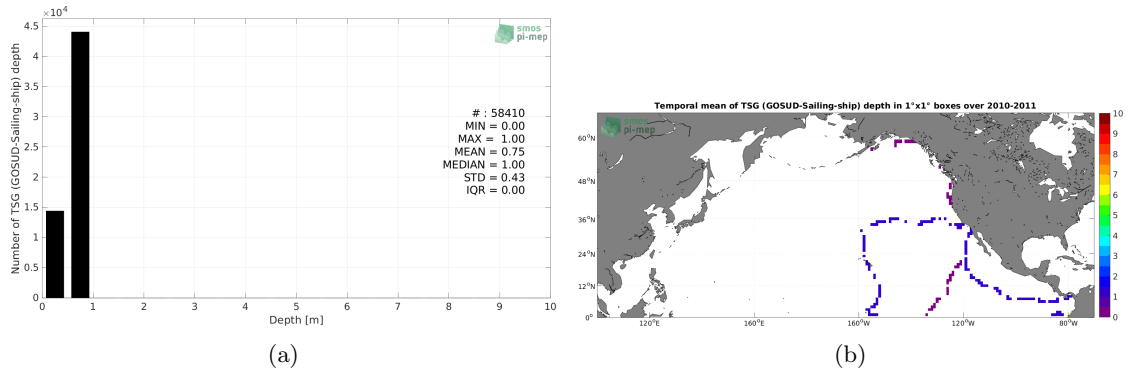 ×10⁴
4.5
4
3.5
3
2.5
2
1.5
1
0.5
0
Number of TSG (GOSUD-Sailing-ship) depth
smos
pi-mep
# : 58410
MIN = 0.00
MAX = 1.00
MEAN = 0.75
MEDIAN = 1.00
STD = 0.43
IQR = 0.00
0 1 2 3 4 5 6 7 8 9 10
Depth [m]
(a)
Temporal mean of TSG (GOSUD-Sailing-ship) depth in 1°x1° boxes over 2010-2011
smos
pi-mep
60°N
48°N
36°N
24°N
12°N
0°
120°E 160°E 160°W 120°W 80°W
10
9
8
7
6
5
4
3
2
1
0
(b)